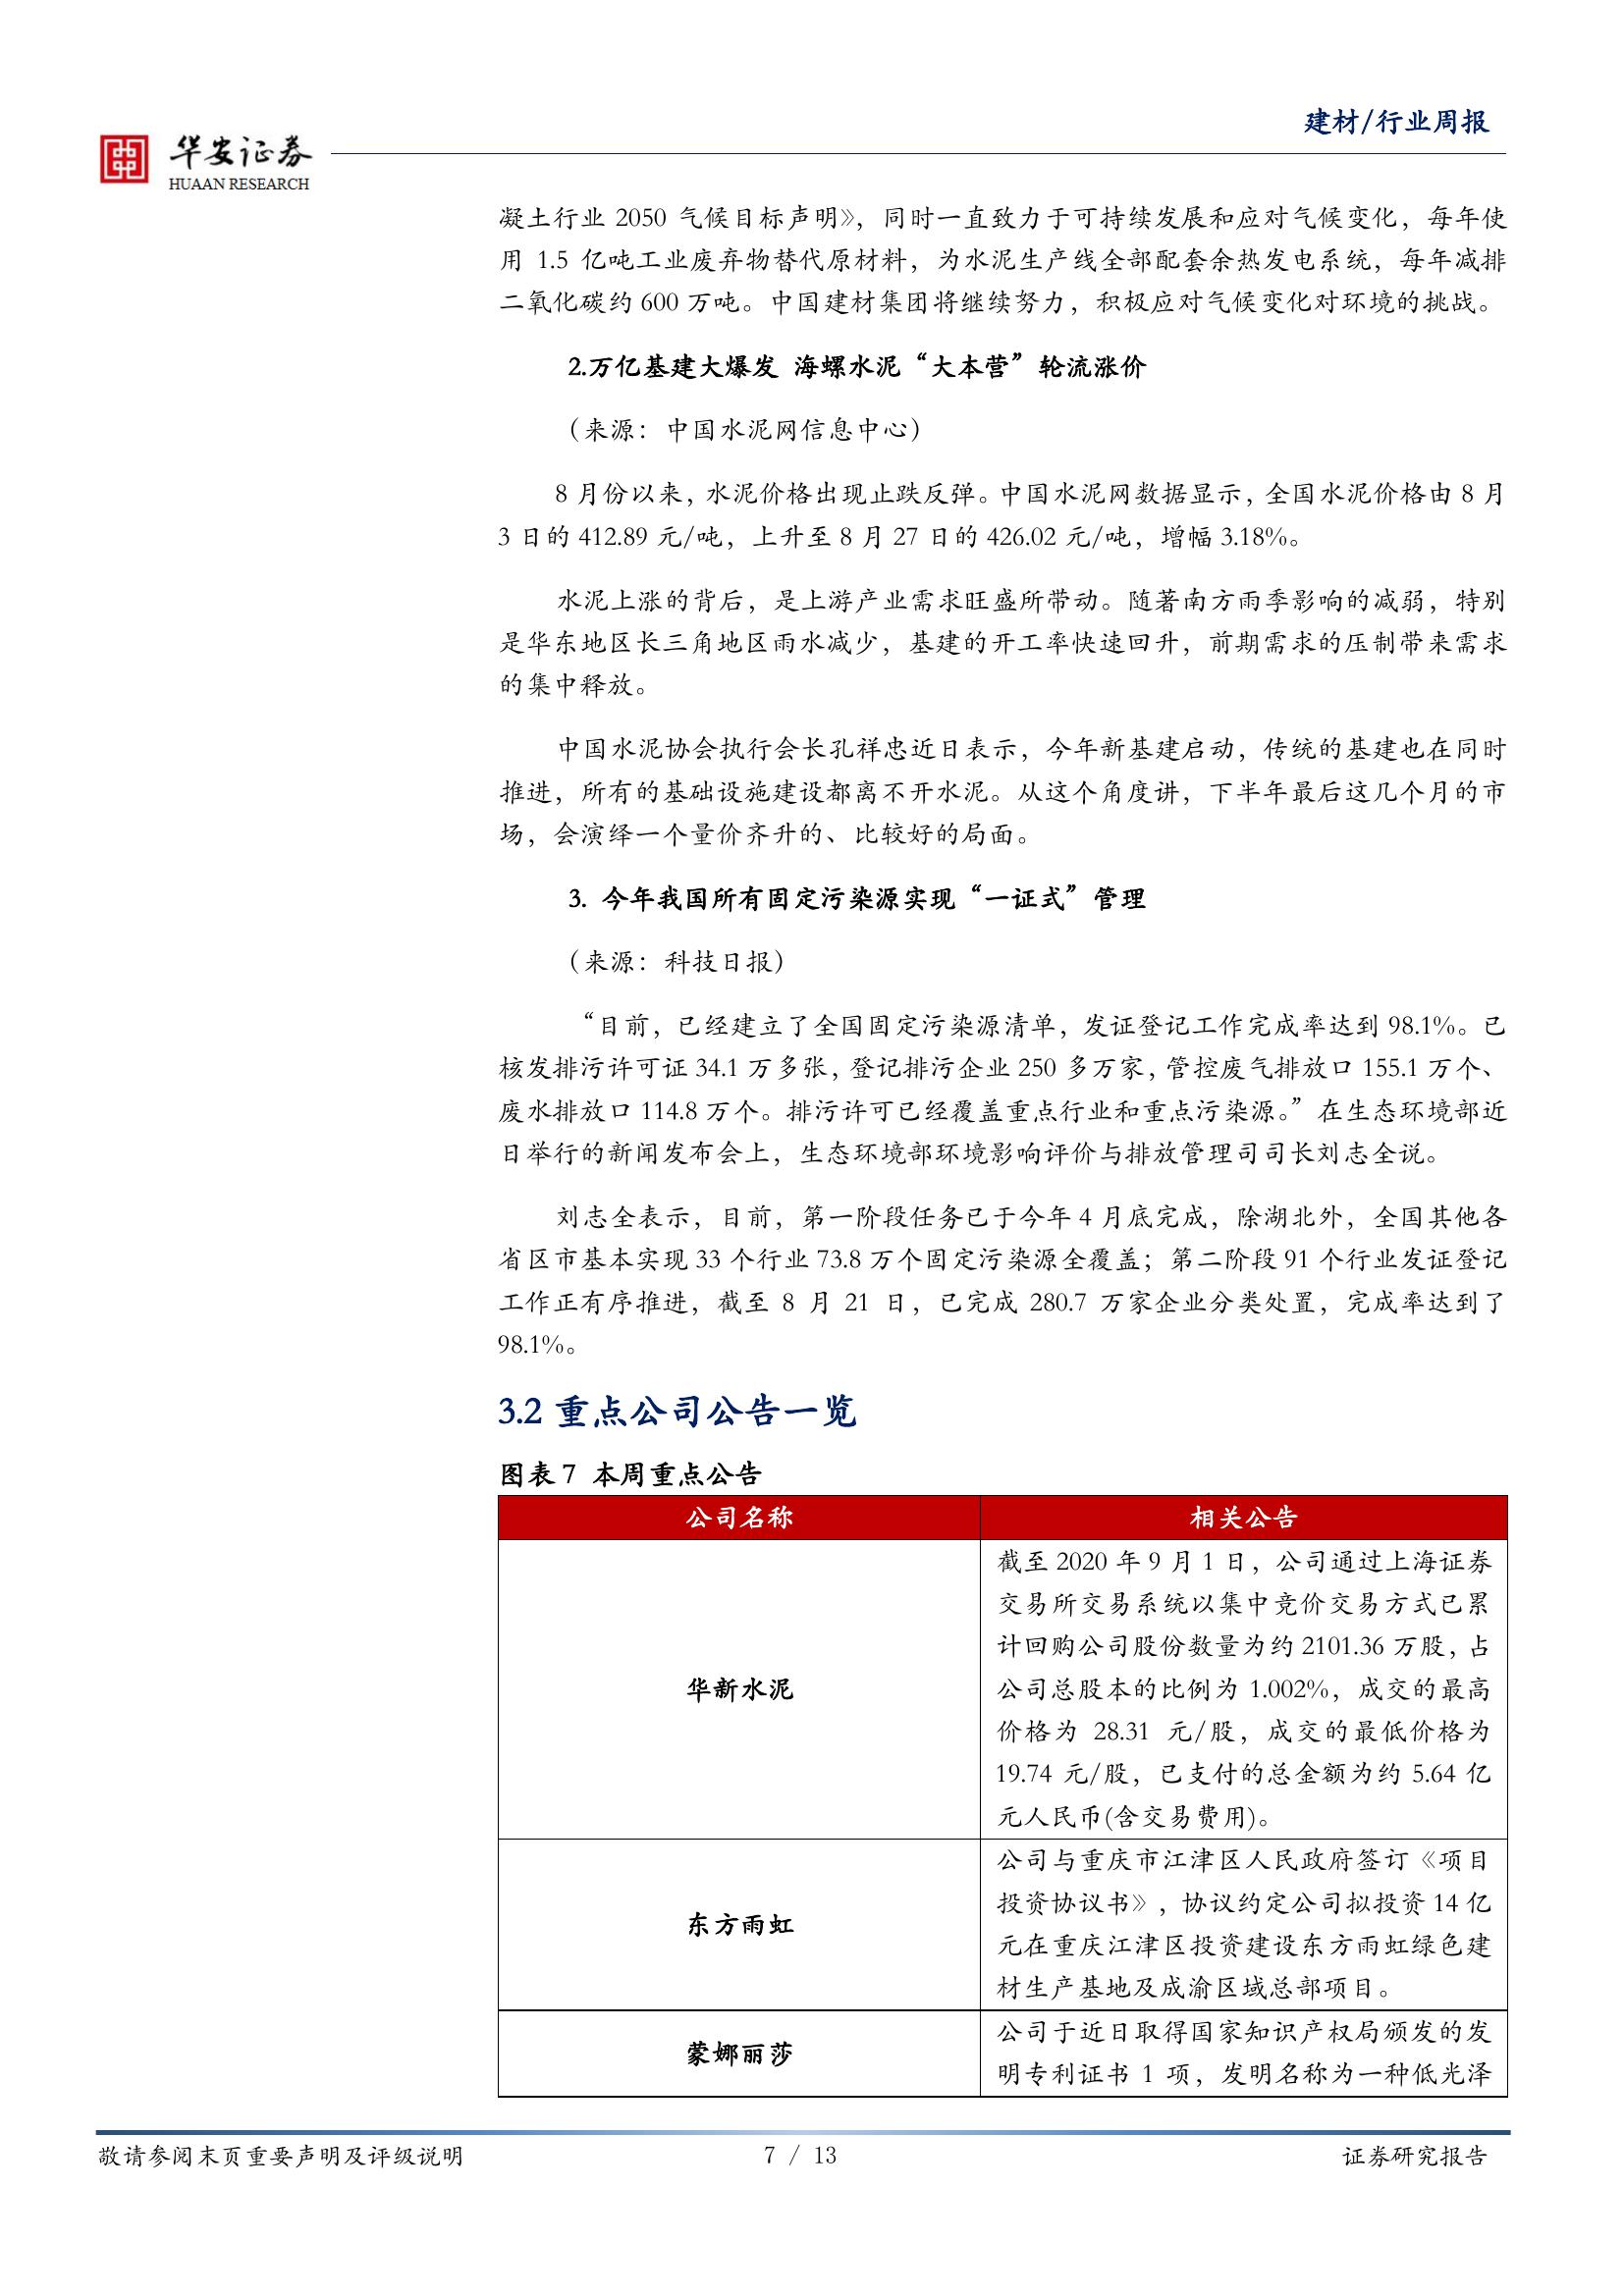 建材/行业周报
华安证券
HUAAN RESEARCH
凝土行业 2050 气候目标声明》，同时一直致力于可持续发展和应对气候变化，每年使
用 1.5 亿吨工业废弃物替代原材料，为水泥生产线全部配套余热发电系统，每年减排
二氧化碳约 600 万吨。中国建材集团将继续努力，积极应对气候变化对环境的挑战。
2.万亿基建大爆发 海螺水泥“大本营”轮流涨价
（来源：中国水泥网信息中心）
8 月份以来，水泥价格出现止跌反弹。中国水泥网数据显示，全国水泥价格由 8 月
3 日的 412.89 元/吨，上升至 8 月 27 日的 426.02 元/吨，增幅 3.18%。
水泥上涨的背后，是上游产业需求旺盛所带动。随著南方雨季影响的减弱，特别
是华东地区长三角地区雨水减少，基建的开工率快速回升，前期需求的压制带来需求
的集中释放。
中国水泥协会执行会长孔祥忠近日表示，今年新基建启动，传统的基建也在同时
推进，所有的基础设施建设都离不开水泥。从这个角度讲，下半年最后这几个月的市
场，会演绎一个量价齐升的、比较好的局面。
3. 今年我国所有固定污染源实现“一证式”管理
（来源：科技日报）
“目前，已经建立了全国固定污染源清单，发证登记工作完成率达到 98.1%。已
核发排污许可证 34.1 万多张，登记排污企业 250 多万家，管控废气排放口 155.1 万个、
废水排放口 114.8 万个。排污许可已经覆盖重点行业和重点污染源。”在生态环境部近
日举行的新闻发布会上，生态环境部环境影响评价与排放管理司司长刘志全说。
刘志全表示，目前，第一阶段任务已于今年 4 月底完成，除湖北外，全国其他各
省区市基本实现 33 个行业 73.8 万个固定污染源全覆盖；第二阶段 91 个行业发证登记
工作正有序推进，截至 8 月 21 日，已完成 280.7 万家企业分类处置，完成率达到了
98.1%。
3.2 重点公司公告一览
图表 7 本周重点公告
公司名称
相关公告
华新水泥
截至 2020 年 9 月 1 日，公司通过上海证券
交易所交易系统以集中竞价交易方式已累
计回购公司股份数量为约 2101.36 万股，占
公司总股本的比例为 1.002%，成交的最高
价格为 28.31 元/股，成交的最低价格为
19.74 元/股，已支付的总金额为约 5.64 亿
元人民币(含交易费用)。
东方雨虹
公司与重庆市江津区人民政府签订《项目
投资协议书》，协议约定公司拟投资 14 亿
元在重庆江津区投资建设东方雨虹绿色建
材生产基地及成渝区域总部项目。
蒙娜丽莎
公司于近日取得国家知识产权局颁发的发
明专利证书 1 项，发明名称为一种低光泽
敬请参阅末页重要声明及评级说明
7 / 13
证券研究报告